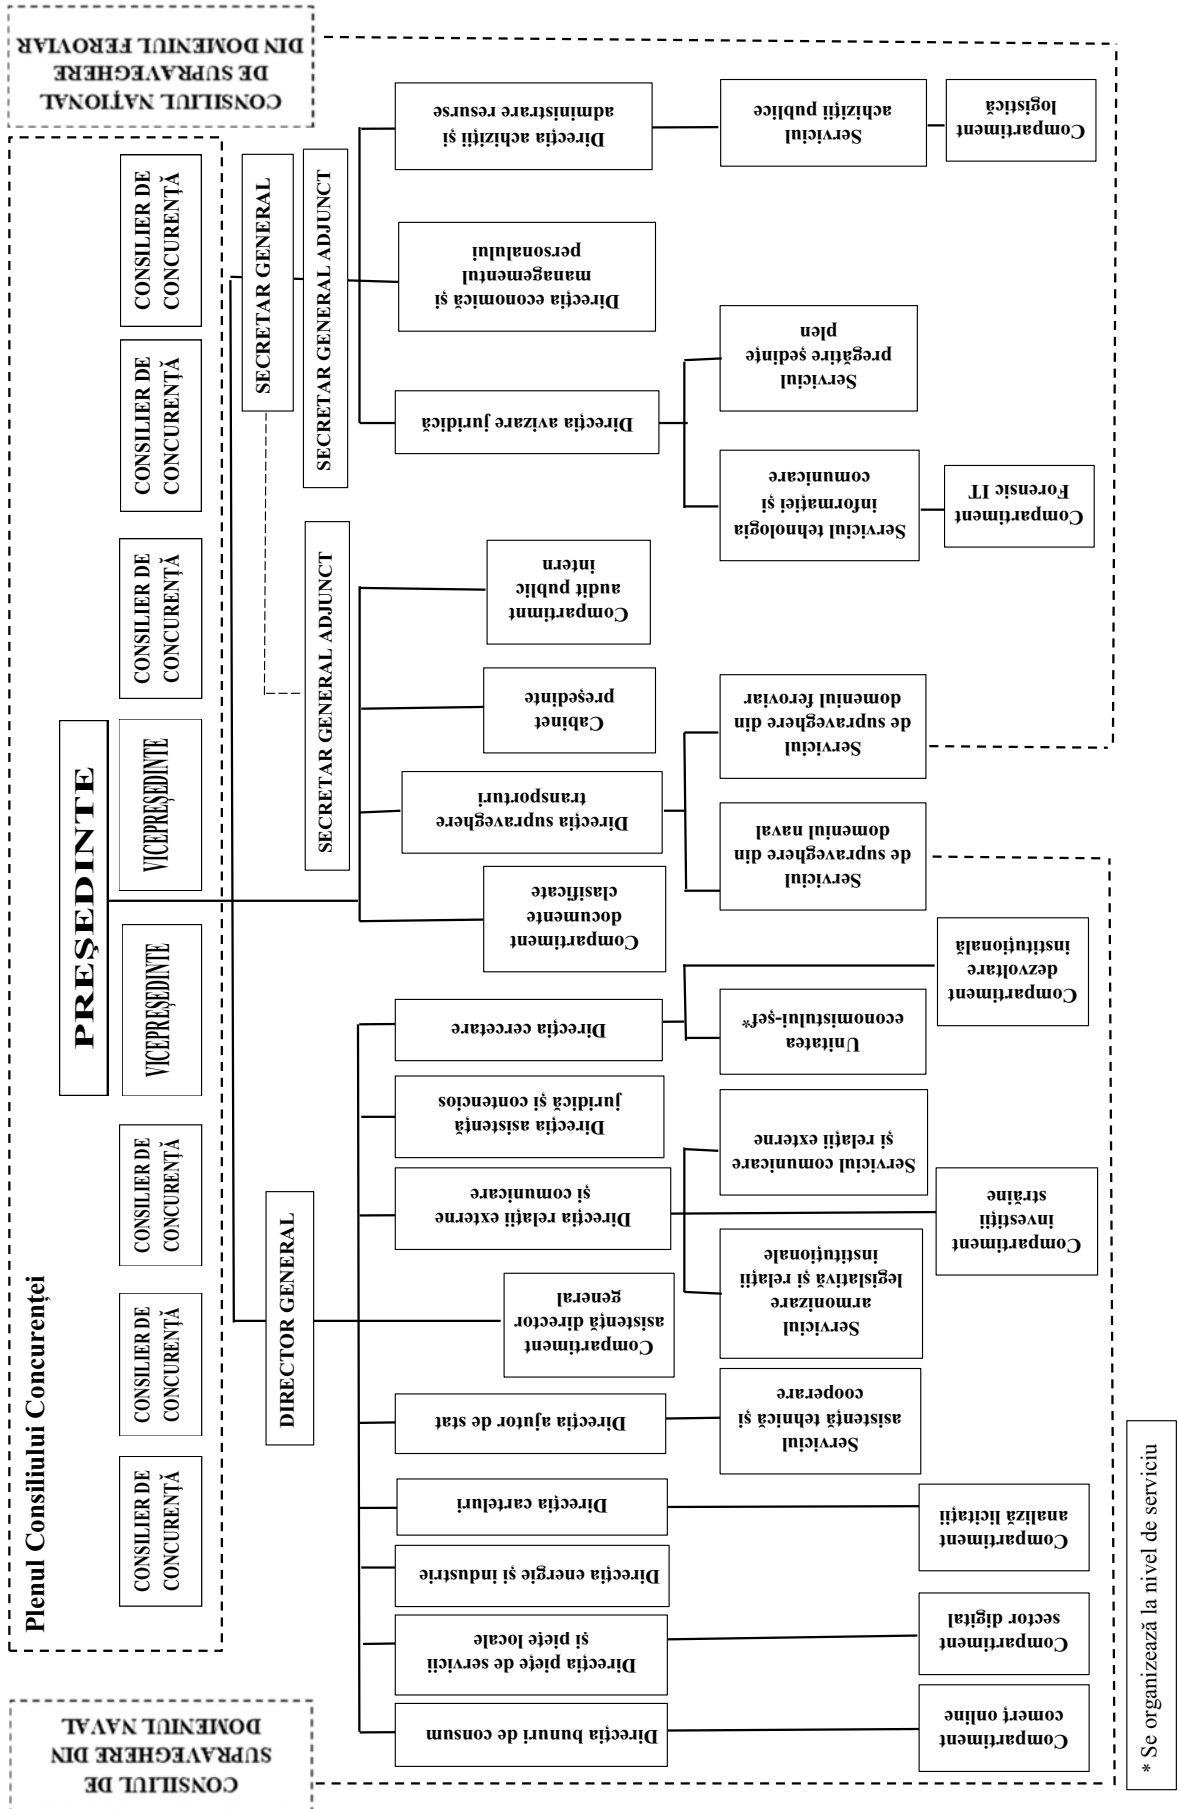 CONSILIUL DE
SUPRAVEGHERE DIN
DOMENIUL NAVAL
CONSILIUL NAȚIONAL
DE SUPRAVEGHERE
DIN DOMENIUL FEROVIAR
Plenul Consiliului Concurenței
PREȘEDINTE
CONSILIER DE
CONCURENȚĂ
CONSILIER DE
CONCURENȚĂ
CONSILIER DE
CONCURENȚĂ
VICEPREȘEDINTE
VICEPREȘEDINTE
CONSILIER DE
CONCURENȚĂ
CONSILIER DE
CONCURENȚĂ
CONSILIER DE
CONCURENȚĂ
DIRECTOR GENERAL
SECRETAR GENERAL
SECRETAR GENERAL ADJUNCT
SECRETAR GENERAL ADJUNCT
Direcția bunuri de consum
Direcția piețe de servicii
și piețe locale
Direcția energie și industrie
Direcția carteluri
Direcția ajutor de stat
Compartiment
asistență director
general
Direcția relații externe
și comunicare
Direcția asistență
juridică și contencios
Direcția cercetare
Compartiment
documente
clasificate
Direcția supraveghere
transporturi
Cabinet
președinte
Compartimnt
audit public
intern
Direcția avizare juridică
Direcția economică și
managementul
personalului
Direcția achiziții și
administrare resurse
Serviciul
asistență tehnică și
cooperare
Serviciul
armonizare
legislativă și relații
instituționale
Serviciul comunicare
și relații externe
Unitatea
economistului-șef*
Serviciul
de supraveghere din
domeniul naval
Serviciul
de supraveghere din
domeniul feroviar
Serviciul tehnologia
informației și
comunicare
Serviciul
pregătire ședințe
plen
Serviciul
achiziții publice
Compartiment
comerț online
Compartiment
sector digital
Compartiment
analiză licitații
Compartiment
investiții
străine
Compartiment
dezvoltare
instituțională
Compartiment
Forensic IT
Compartiment
logistică
* Se organizează la nivel de serviciu